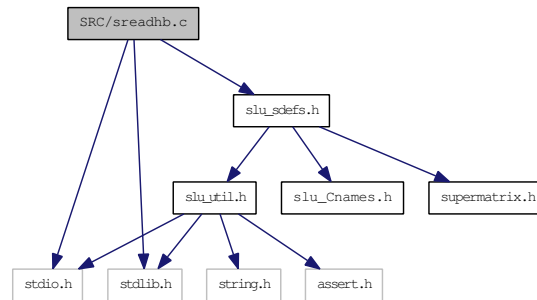 SRC/sreadhb.c
slu_sdefs.h
slu_util.h
slu_Cnames.h
supermatrix.h
stdio.h
stdlib.h
string.h
assert.h